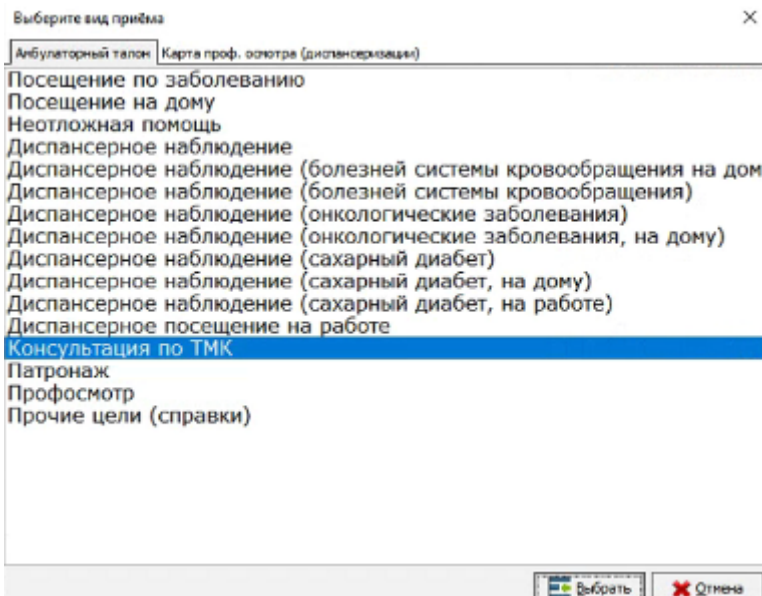 Выберите вид приёма
Амбулаторный талон Карта проф. осмотра (диспансеризации)
Посещение по заболеванию
Посещение на дому
Неотложная помощь
Диспансерное наблюдение
Диспансерное наблюдение (болезней системы кровообращения на дом
Диспансерное наблюдение (болезней системы кровообращения)
Диспансерное наблюдение (онкологические заболевания)
Диспансерное наблюдение (онкологические заболевания, на дому)
Диспансерное наблюдение (сахарный диабет)
Диспансерное наблюдение (сахарный диабет, на дому)
Диспансерное наблюдение (сахарный диабет, на работе)
Диспансерное посещение на работе
Консультация по ТМК
Патронаж
Профосмотр
Прочие цели (справки)
Выбрать Отмена